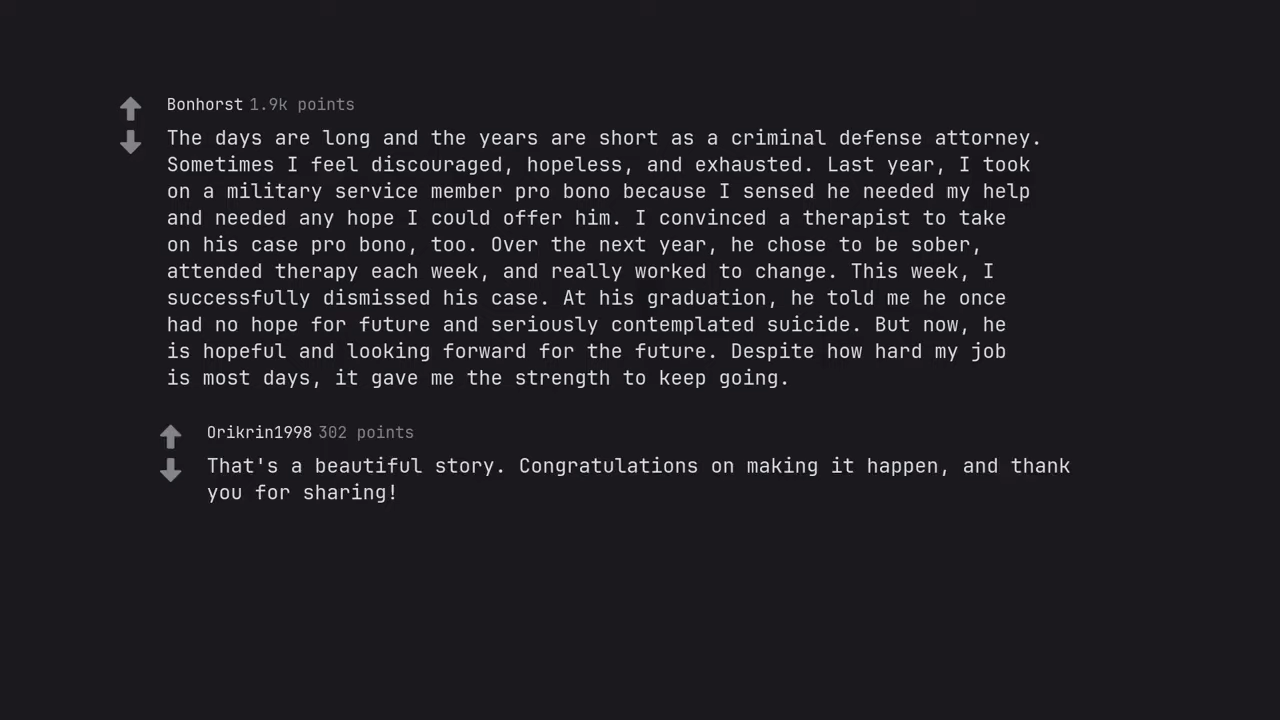 Bonhorst 1.9k points
The days are long and the years are short as a criminal defense attorney.
Sometimes I feel discouraged, hopeless, and exhausted. Last year, I took
on a military service member pro bono because I sensed he needed my help
and needed any hope I could offer him. I convinced a therapist to take
on his case pro bono, too. Over the next year, he chose to be sober,
attended therapy each week, and really worked to change. This week, I
successfully dismissed his case. At his graduation, he told me he once
had no hope for future and seriously contemplated suicide. But now, he
is hopeful and looking forward for the future. Despite how hard my job
is most days, it gave me the strength to keep going.
Orikrin1998 302 points
That's a beautiful story. Congratulations on making it happen, and thank
you for sharing!